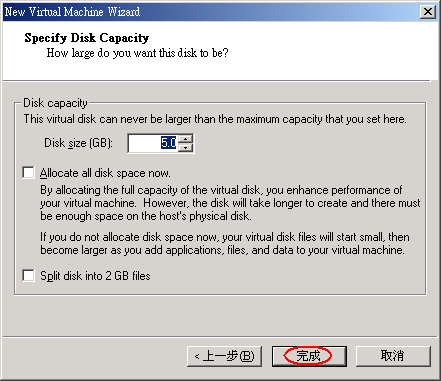 New Virtual Machine Wizard
Specify Disk Capacity
How large do you want this disk to be?
Disk capacity
This virtual disk can never be larger than the maximum capacity that you set here.
Disk size (GB): 5.0
Allocate all disk space now.
By allocating the full capacity of the virtual disk, you enhance performance of
your virtual machine. However, the disk will take longer to create and there must
be enough space on the host's physical disk.
If you do not allocate disk space now, your virtual disk files will start small, then
become larger as you add applications, files, and data to your virtual machine.
Split disk into 2 GB files
< 上一步(B) 完成 取消